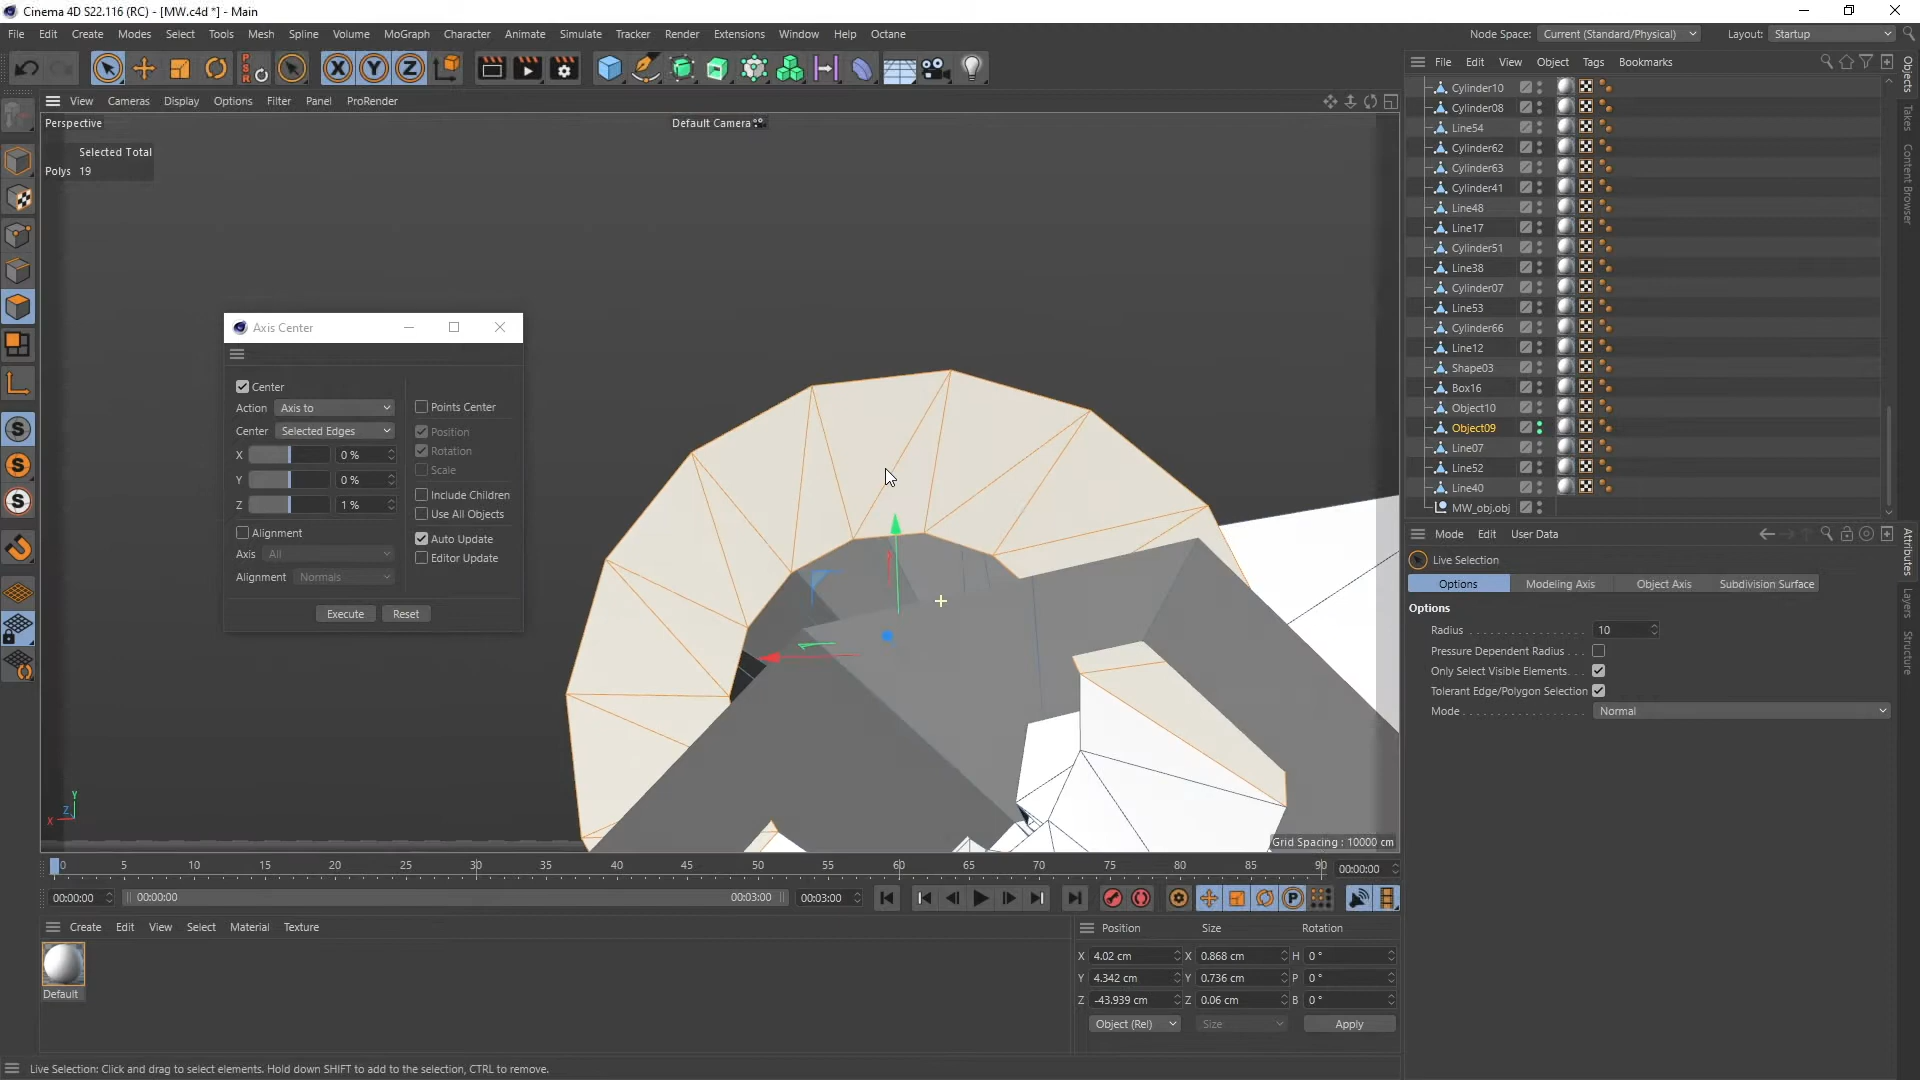 Cinema 4D S22.116 (RC) - [MW.c4d *] - Main
File Edit Create Modes Select Tools Mesh Spline Volume MoGraph Character Animate Simulate Tracker Render Extensions Window Help Octane
Node Space: Current (Standard/Physical) Layout: Startup
PSR X Y Z
File Edit View Object Tags Bookmarks
View Cameras Display Options Filter Panel ProRender
Perspective
Default Camera
Selected Total
Polys 19
Axis Center
Center
Action Axis to
Center Selected Edges
X 0 %
Y 0 %
Z 1 %
Alignment
Axis All
Alignment Normals
Points Center
Position
Rotation
Scale
Include Children
Use All Objects
Auto Update
Editor Update
Execute Reset
Y
Z
X
Grid Spacing : 10000 cm
Cylinder10
Cylinder08
Line54
Cylinder62
Cylinder63
Cylinder41
Line48
Line17
Cylinder51
Line38
Cylinder07
Line53
Cylinder66
Line12
Shape03
Box16
Object10
Object09
Line07
Line52
Line40
MW_obj.obj
Objects
Takes
Content Browser
Attributes
Layers
Structure
Mode Edit User Data
Live Selection
Options Modeling Axis Object Axis Subdivision Surface
Options
Radius . . . . . . . . . . . . . . . . 10
Pressure Dependent Radius . . .
Only Select Visible Elements. . .
Tolerant Edge/Polygon Selection
Mode. . . . . . . . . . . . . . . . . Normal
0 5 10 15 20 25 30 35 40 45 50 55 60 65 70 75 80 85 90 00:00:00
00:00:00 00:00:00 00:03:00 00:03:00
P
Create Edit View Select Material Texture
Default
Position Size Rotation
X 4.02 cm X 0.868 cm H 0 °
Y 4.342 cm Y 0.736 cm P 0 °
Z -43.939 cm Z 0.06 cm B 0 °
Object (Rel) Size Apply
Live Selection: Click and drag to select elements. Hold down SHIFT to add to the selection, CTRL to remove.